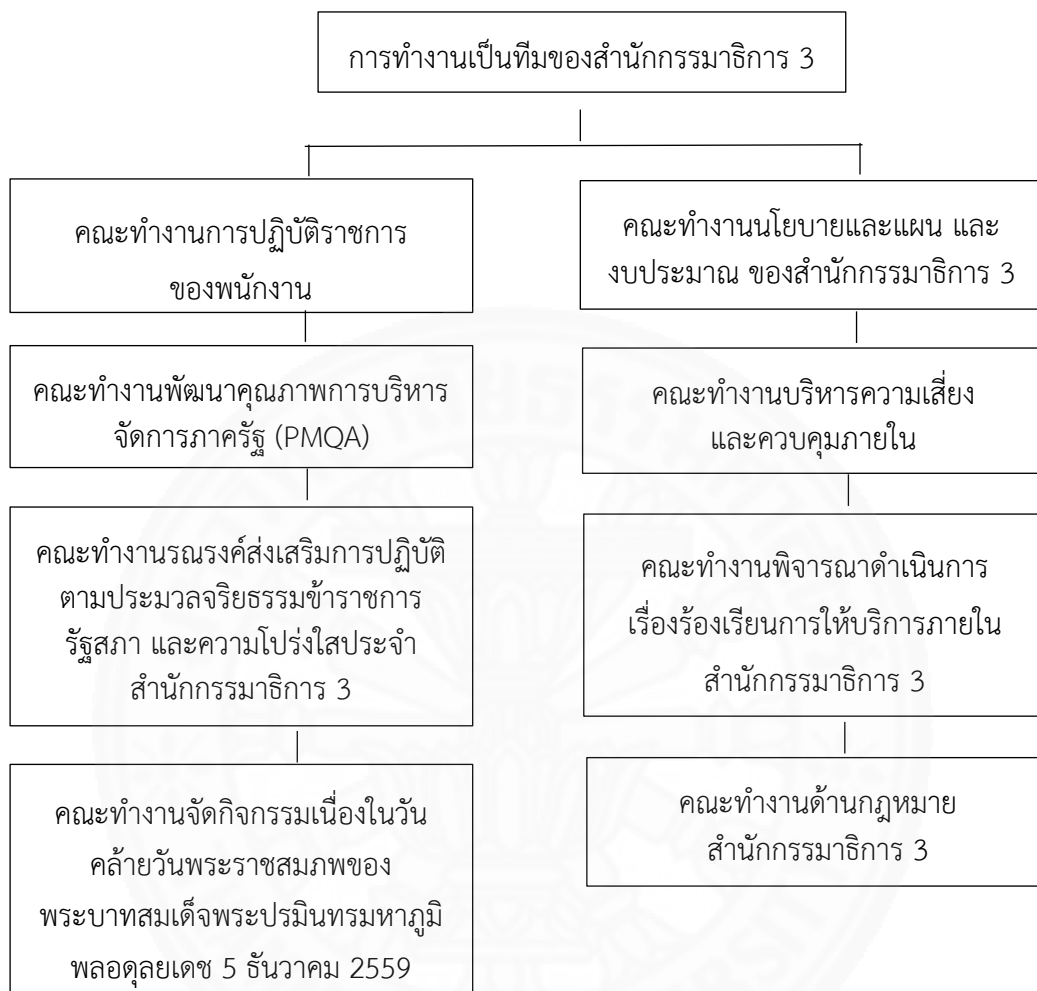 การทำงานเป็นทีมของสำนักกรรมาธิการ 3
คณะทำงานการปฏิบัติราชการ
ของพนักงาน
คณะทำงานพัฒนาคุณภาพการบริหาร
จัดการภาครัฐ (PMQA)
คณะทำงานรณรงค์ส่งเสริมการปฏิบัติ
ตามประมวลจริยธรรมข้าราชการ
รัฐสภา และความโปร่งใสประจำ
สำนักกรรมาธิการ 3
คณะทำงานจัดกิจกรรมเนื่องในวัน
คล้ายวันพระราชสมภพของ
พระบาทสมเด็จพระปรมินทรมหาภูมิ
พลอดุลยเดช 5 ธันวาคม 2559
คณะทำงานนโยบายและแผน และ
งบประมาณ ของสำนักกรรมาธิการ 3
คณะทำงานบริหารความเสี่ยง
และควบคุมภายใน
คณะทำงานพิจารณาดำเนินการ
เรื่องร้องเรียนการให้บริการภายใน
สำนักกรรมาธิการ 3
คณะทำงานด้านกฎหมาย
สำนักกรรมาธิการ 3